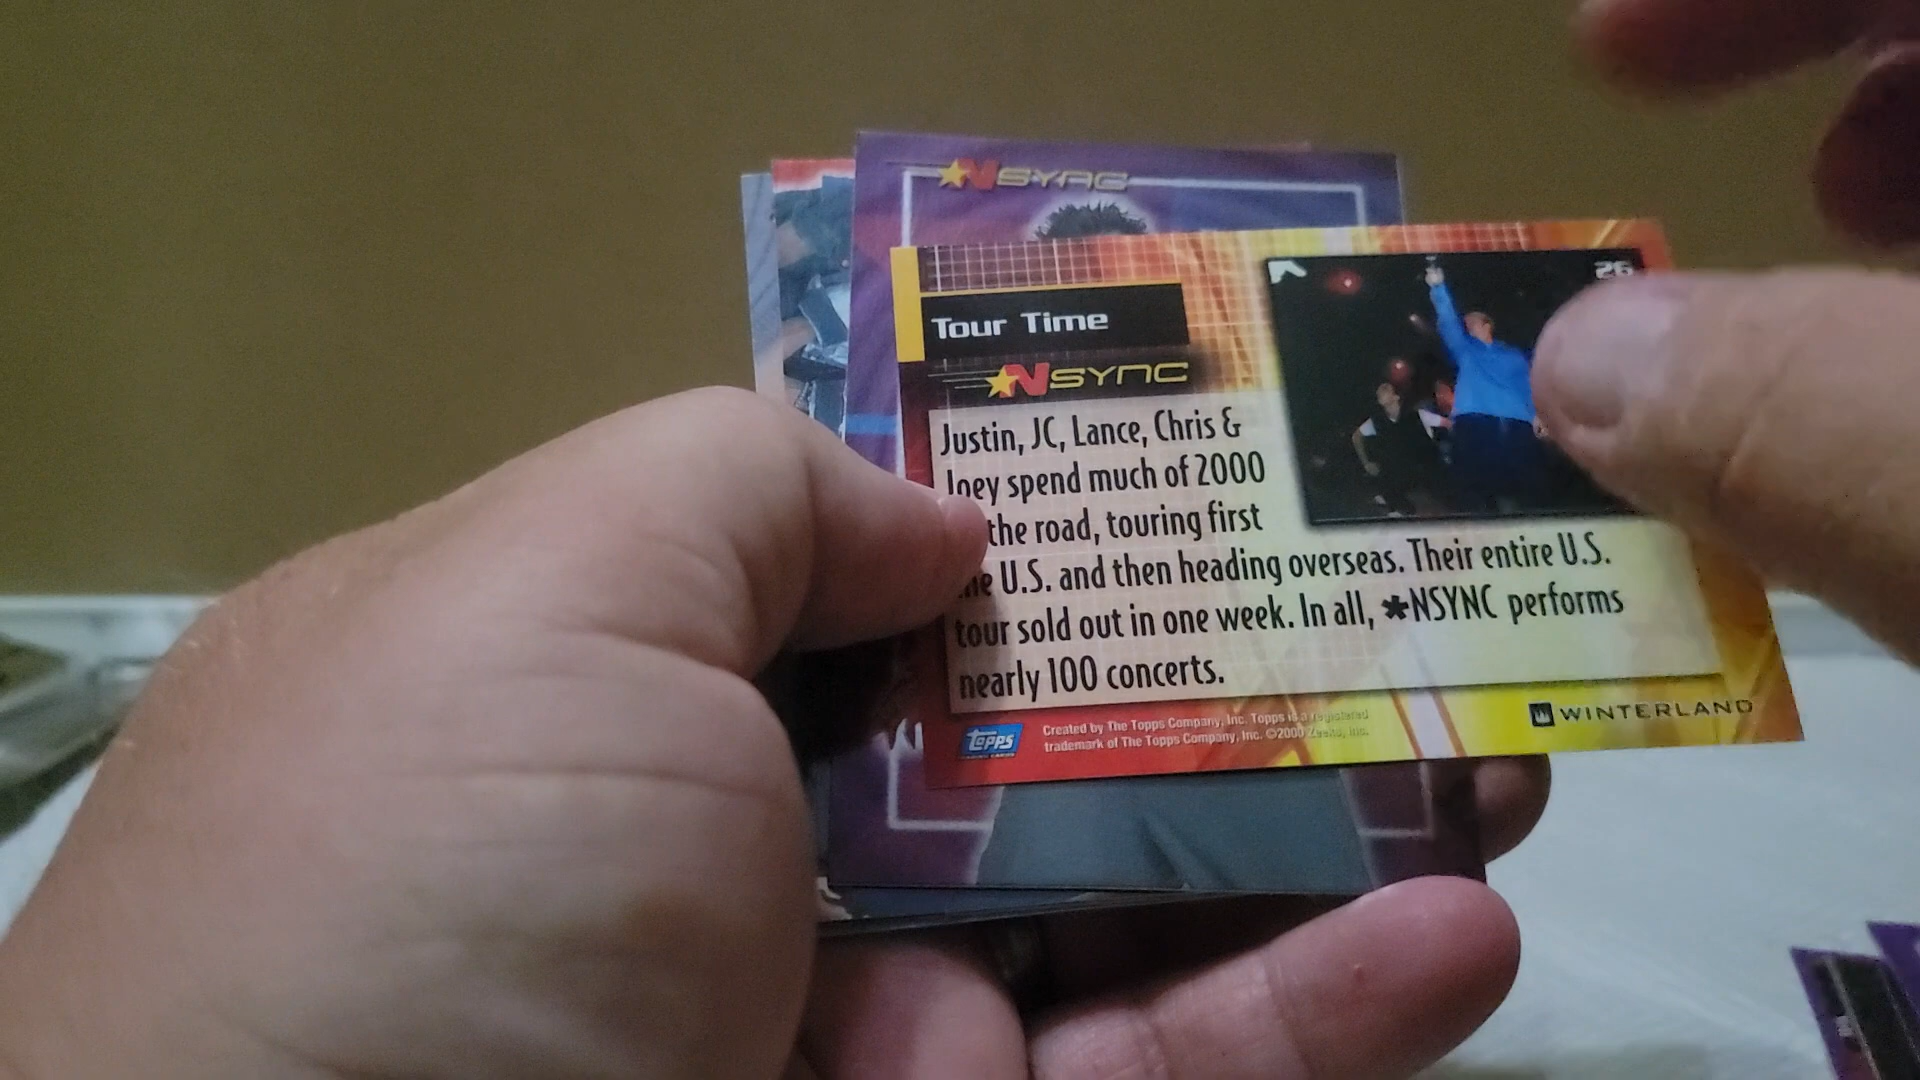 NSYNC
26
Tour Time
NSYNC
Justin, JC, Lance, Chris &
Joey spend much of 2000
the road, touring first
U.S. and then heading overseas. Their entire U.S.
tour sold out in one week. In all, *NSYNC performs
nearly 100 concerts.
Topps
Created by The Topps Company, Inc. Topps is a registered
trademark of The Topps Company, Inc. ©2000 Zeeks, Inc.
WINTERLAND